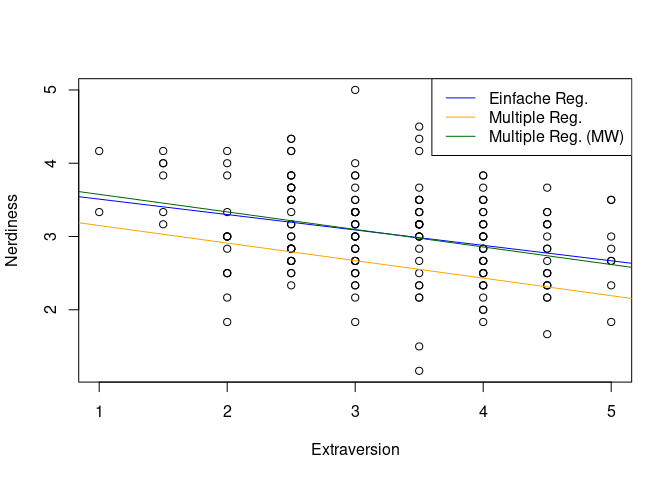 Einfache Reg.
Multiple Reg.
Multiple Reg. (MW)
5
4
3
2
Nerdiness
1 2 3 4 5
Extraversion